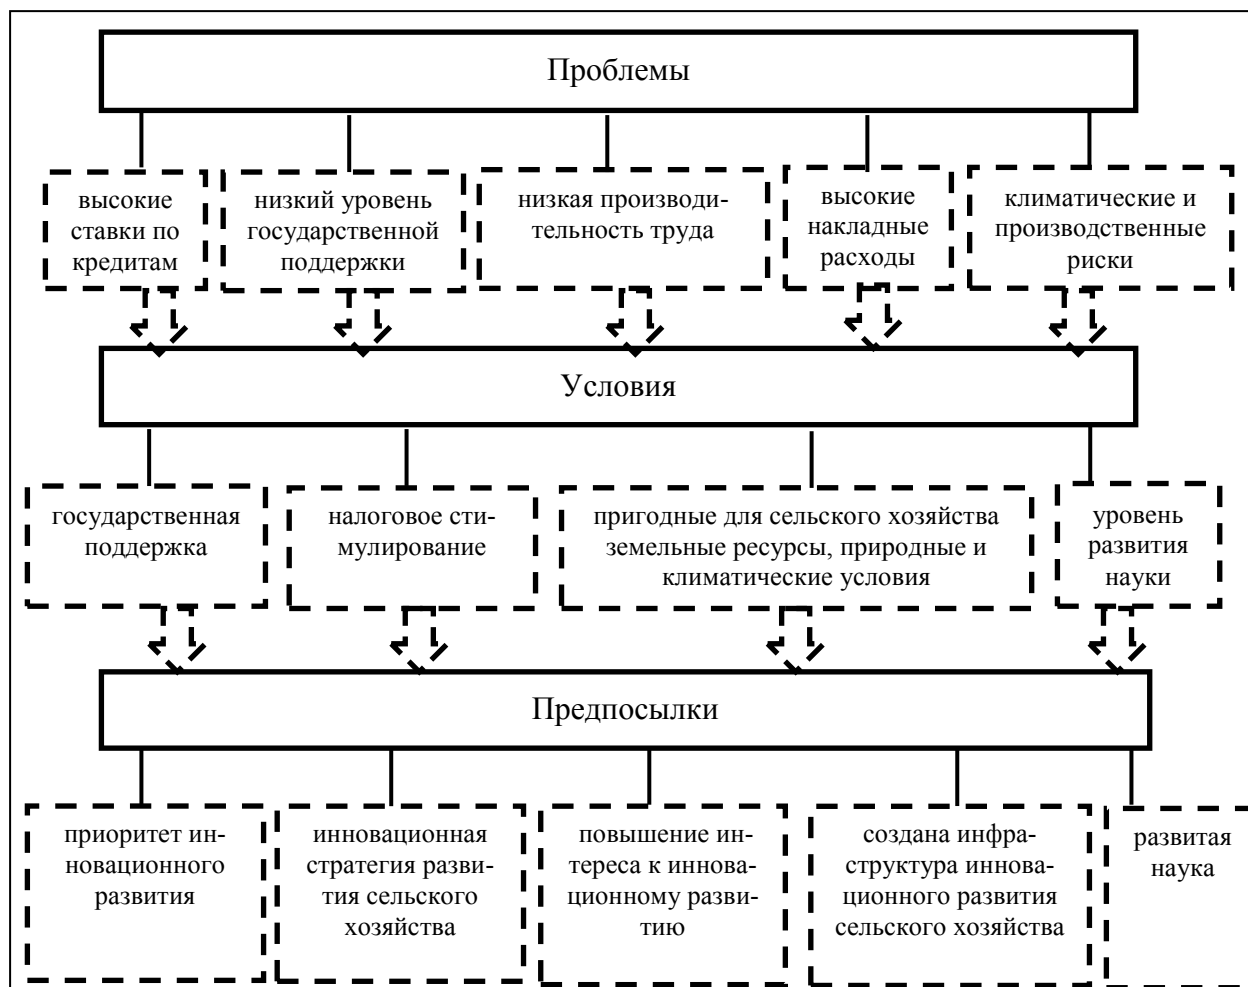 Проблемы
высокие
ставки по
кредитам
низкий уровень
государственной
поддержки
низкая производи-
тельность труда
высокие
накладные
расходы
климатические и
производственные
риски
Условия
государственная
поддержка
налоговое сти-
мулирование
пригодные для сельского хозяйства
земельные ресурсы, природные и
климатические условия
уровень
развития
науки
Предпосылки
приоритет ин-
новационного
развития
инновационная
стратегия разви-
тия сельского
хозяйства
повышение ин-
тереса к иннова-
ционному разви-
тию
создана инфра-
структура иннова-
ционного развития
сельского хозяйства
развитая
наука